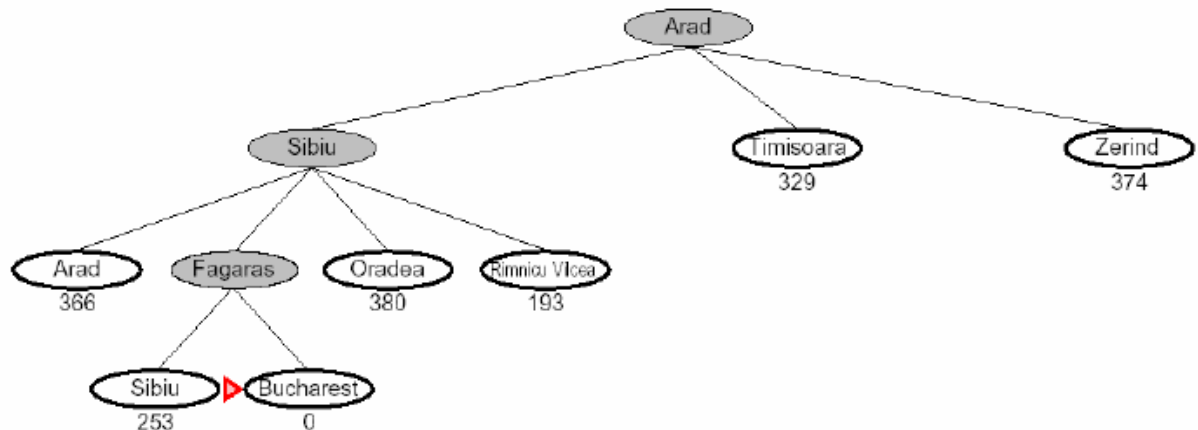 Arad
Sibiu
Timisoara
Zerind
329
374
Arad
Fagaras
Oradea
Rimnicu Vilcea
366
380
193
Sibiu
Bucharest
253
0